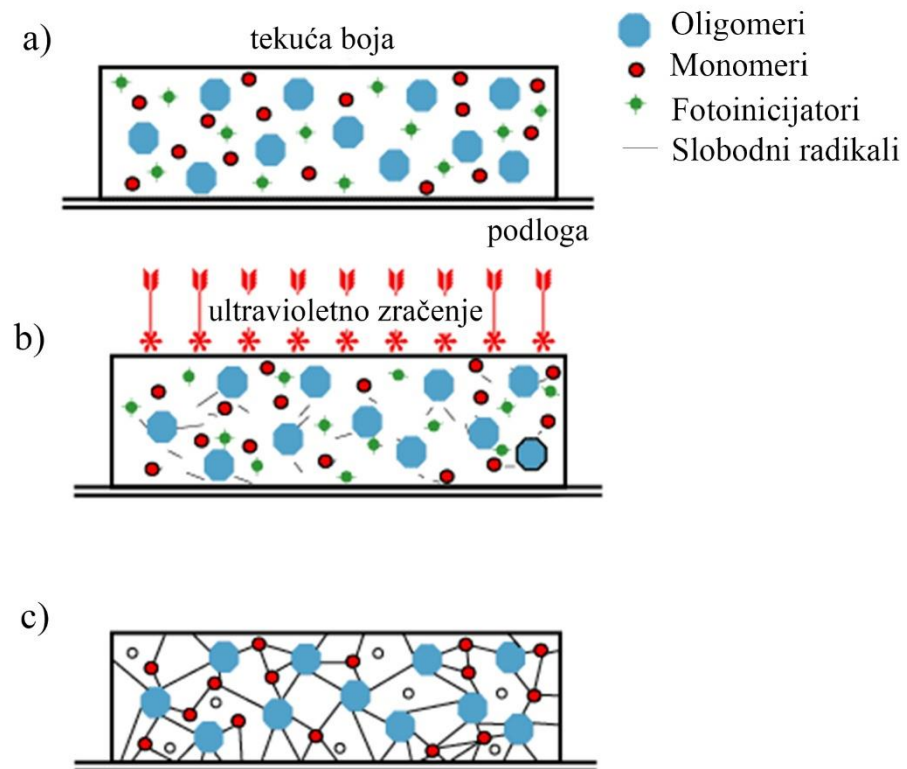 a)
tekuća boja
Oligomeri
Monomeri
Fotoinicijatori
Slobodni radikali
podloga
ultravioletno zračenje
b)
c)